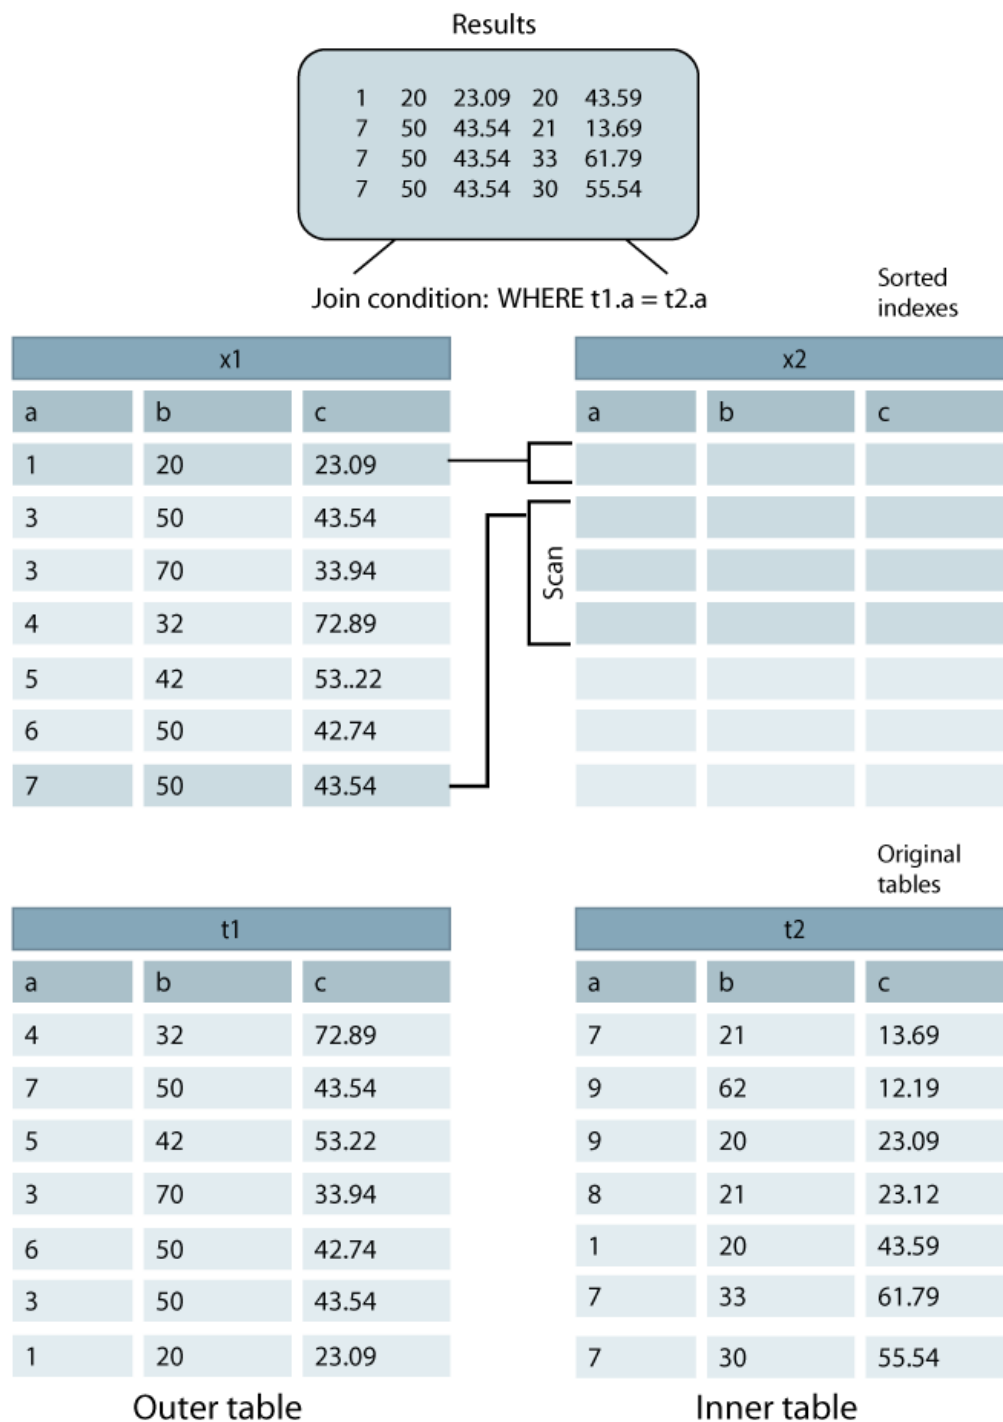 Results
1 20 23.09 20 43.59
7 50 43.54 21 13.69
7 50 43.54 33 61.79
7 50 43.54 30 55.54
Join condition: WHERE t1.a = t2.a
Sorted
indexes
x1
a b c
1 20 23.09
3 50 43.54
3 70 33.94
4 32 72.89
5 42 53..22
6 50 42.74
7 50 43.54
x2
a b c
Scan
Original
tables
t1
a b c
4 32 72.89
7 50 43.54
5 42 53.22
3 70 33.94
6 50 42.74
3 50 43.54
1 20 23.09
Outer table
t2
a b c
7 21 13.69
9 62 12.19
9 20 23.09
8 21 23.12
1 20 43.59
7 33 61.79
7 30 55.54
Inner table